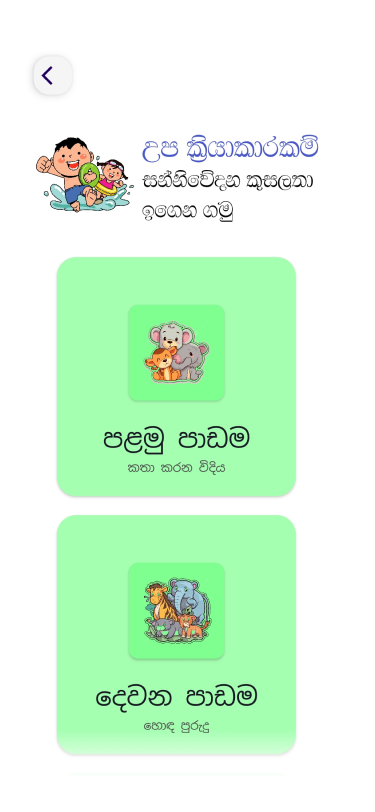 උප ක්‍රියාකාරකම්
සන්නිවේදන කුසලතා
ඉගෙන ගමු
පළමු පාඩම
කතා කරන විදිය
දෙවන පාඩම
හොඳ පුරුදු